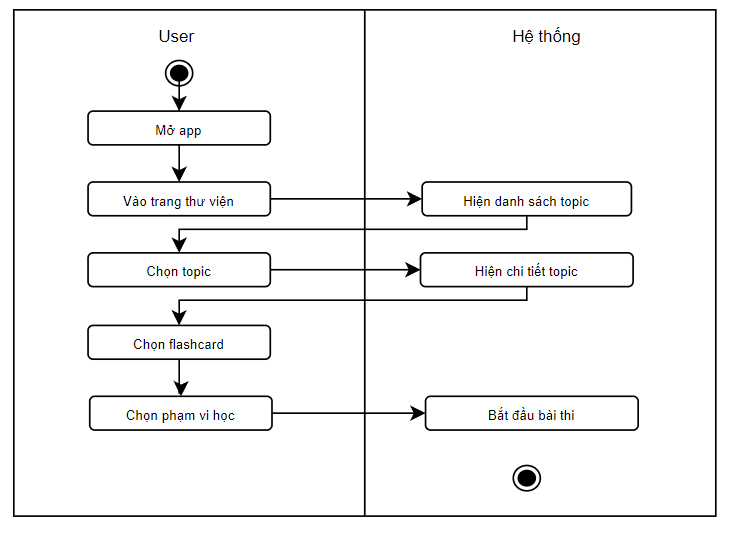 User
Hệ thống
Mở app
Vào trang thư viện
Hiện danh sách topic
Chọn topic
Hiện chi tiết topic
Chọn flashcard
Chọn phạm vi học
Bắt đầu bài thi